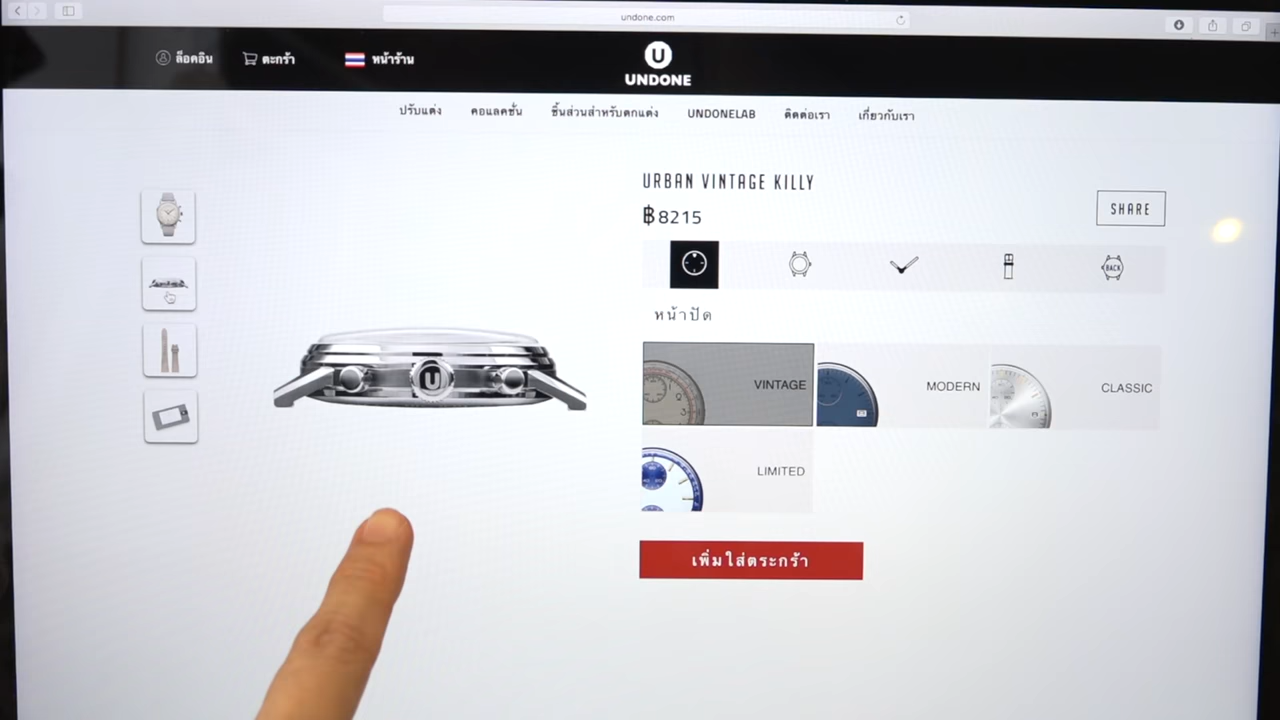 undone.com
ล็อคอิน
ตะกร้า
หน้าร้าน
U
UNDONE
ปรับแต่ง
คอแลคชั่น
ชิ้นส่วนสำหรับตกแต่ง
UNDONELAB
ติดต่อเรา
เกี่ยวกับเรา
URBAN VINTAGE KILLY
฿8215
SHARE
BACK
หน้าปัด
U
VINTAGE
MODERN
CLASSIC
LIMITED
เพิ่มใส่ตระกร้า